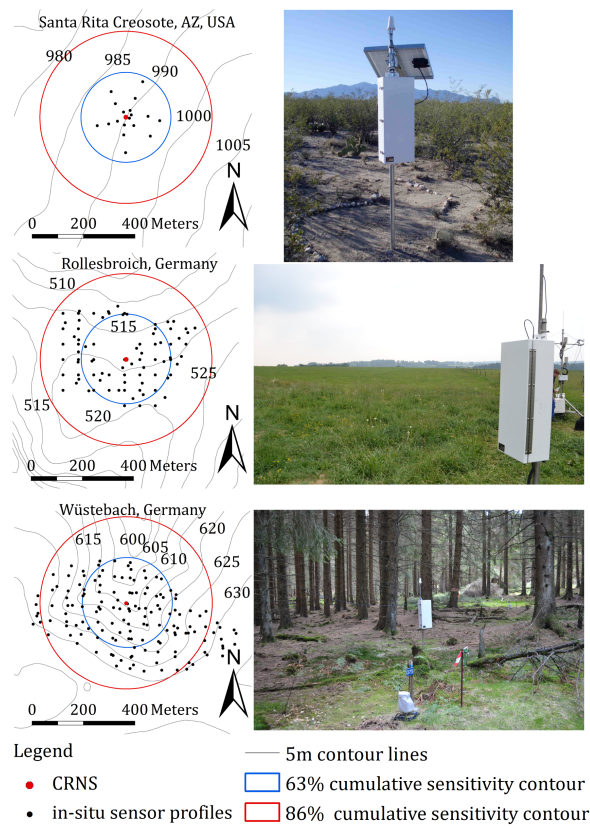 Santa Rita Creosote, AZ, USA
980
985
990
1000
1005
N
0 200 400 Meters
Rollesbroich, Germany
510
515
525
515
520
N
0 200 400 Meters
Wüstebach, Germany
620
615
600
605
610
625
630
N
0 200 400 Meters
Legend
5m contour lines
CRNS
63% cumulative sensitivity contour
in-situ sensor profiles
86% cumulative sensitivity contour